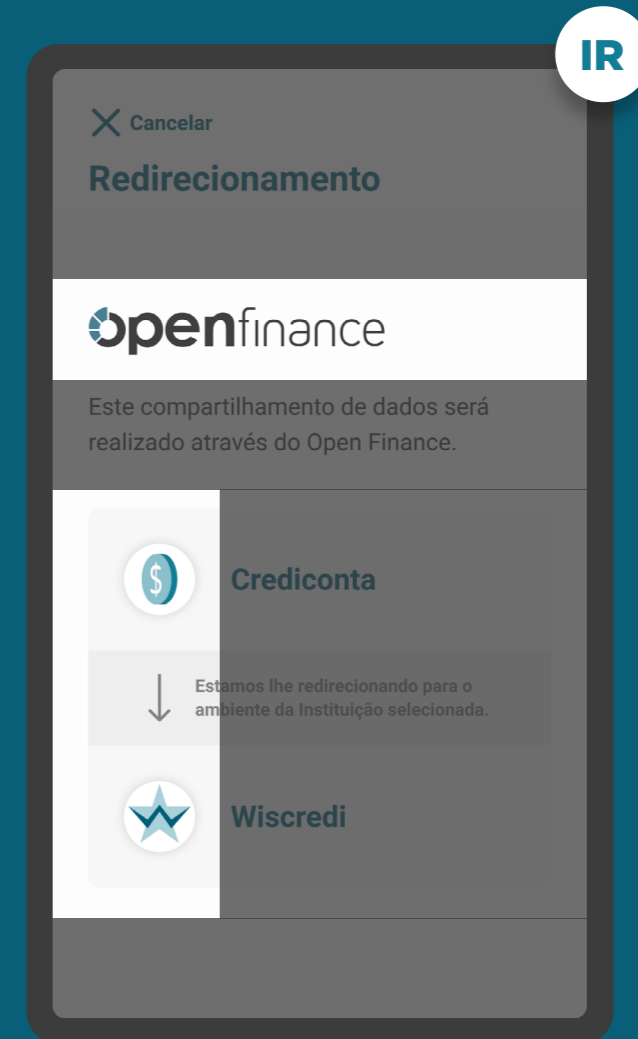 IR
Cancelar
Redirecionamento
openfinance
Este compartilhamento de dados será
realizado através do Open Finance.
$
Crediconta
Estamos lhe redirecionando para o
ambiente da Instituição selecionada.
Wiscredi